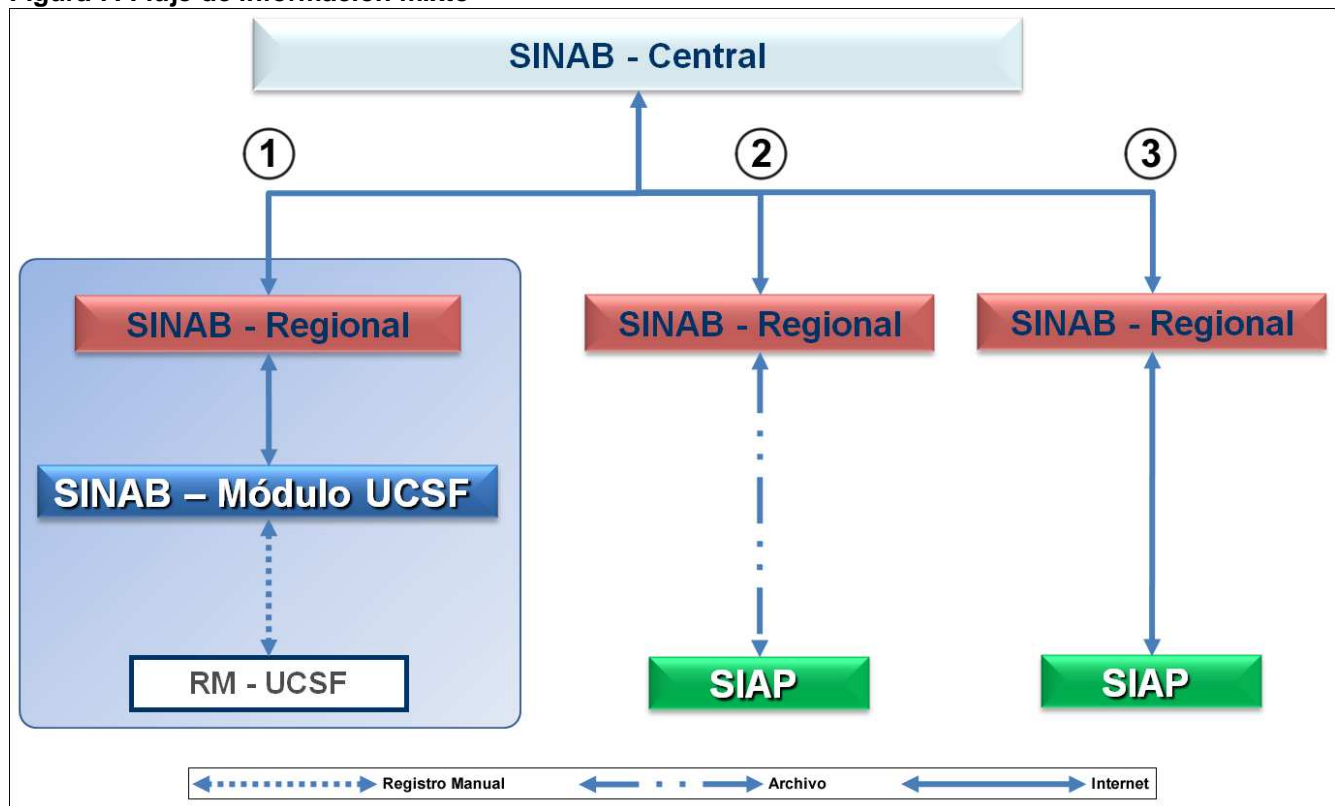 SINAB - Central
1
2
3
SINAB - Regional
SINAB - Regional
SINAB - Regional
SINAB – Módulo UCSF
RM - UCSF
SIAP
SIAP
Registro Manual
Archivo
Internet